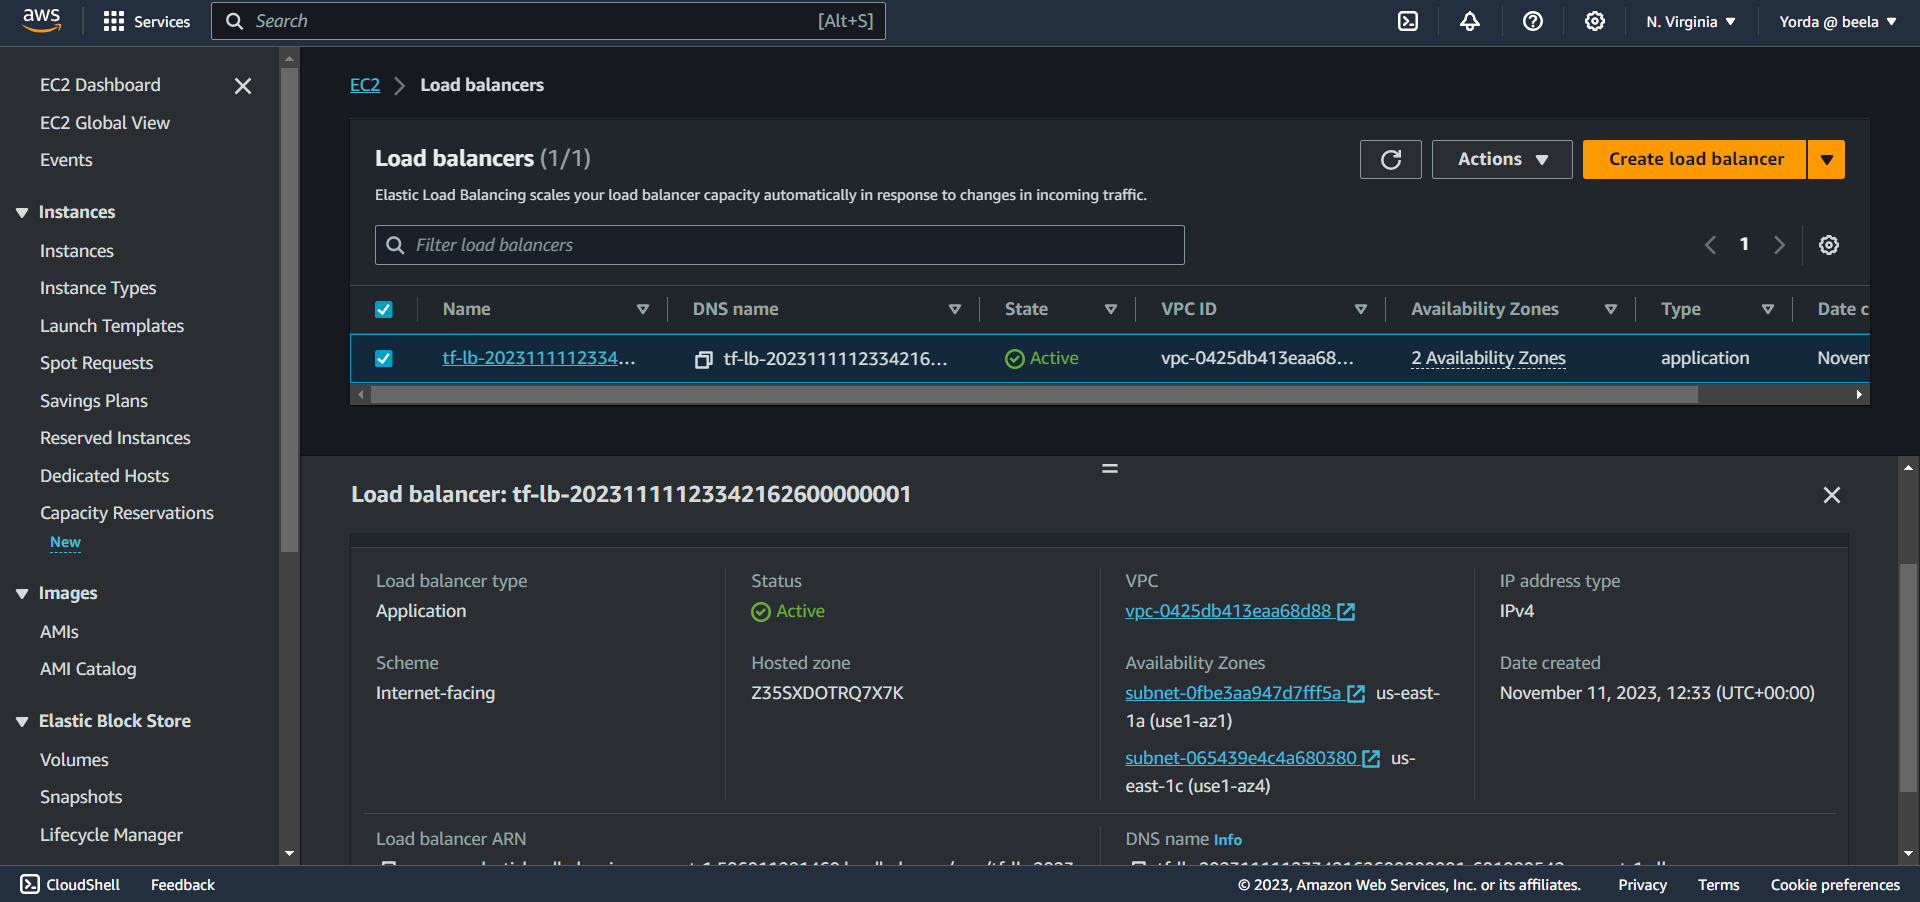 aws
Services
Search
[Alt+S]
N. Virginia
Yorda @ beela
EC2 Dashboard
EC2 Global View
Events
Instances
Instances
Instance Types
Launch Templates
Spot Requests
Savings Plans
Reserved Instances
Dedicated Hosts
Capacity Reservations
New
Images
AMIs
AMI Catalog
Elastic Block Store
Volumes
Snapshots
Lifecycle Manager
EC2 > Load balancers
Load balancers (1/1)
Actions
Create load balancer
Elastic Load Balancing scales your load balancer capacity automatically in response to changes in incoming traffic.
Filter load balancers
1
Name DNS name State VPC ID Availability Zones Type Date c
tf-lb-2023111112334... tf-lb-2023111112334216... Active vpc-0425db413eaa68... 2 Availability Zones application Novem
Load balancer: tf-lb-20231111123342162600000001
Load balancer type
Application
Status
Active
VPC
vpc-0425db413eaa68d88
IP address type
IPv4
Scheme
Internet-facing
Hosted zone
Z35SXDOTRQ7X7K
Availability Zones
subnet-0fbe3aa947d7fff5a us-east-
1a (use1-az1)
subnet-065439e4c4a680380 us-
east-1c (use1-az4)
Date created
November 11, 2023, 12:33 (UTC+00:00)
Load balancer ARN
DNS name Info
CloudShell
Feedback
© 2023, Amazon Web Services, Inc. or its affiliates.
Privacy
Terms
Cookie preferences